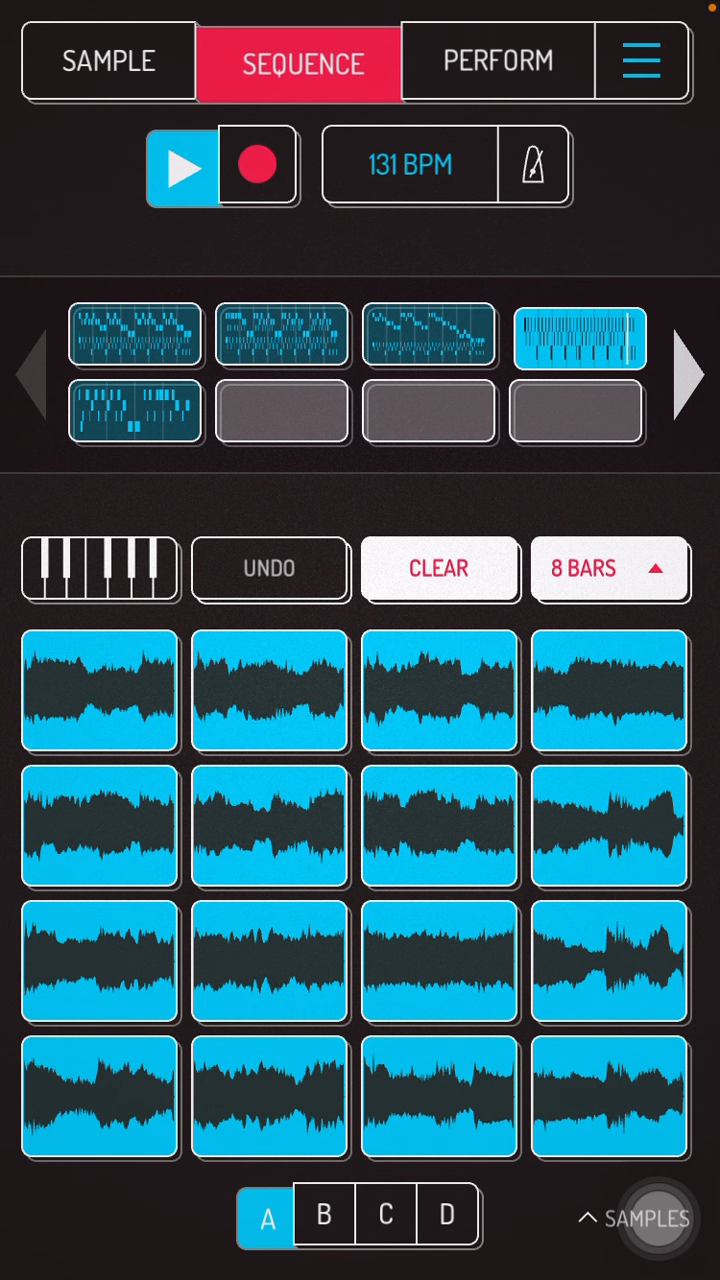 SAMPLE SEQUENCE PERFORM
131 BPM
UNDO CLEAR 8 BARS
A B C D SAMPLES